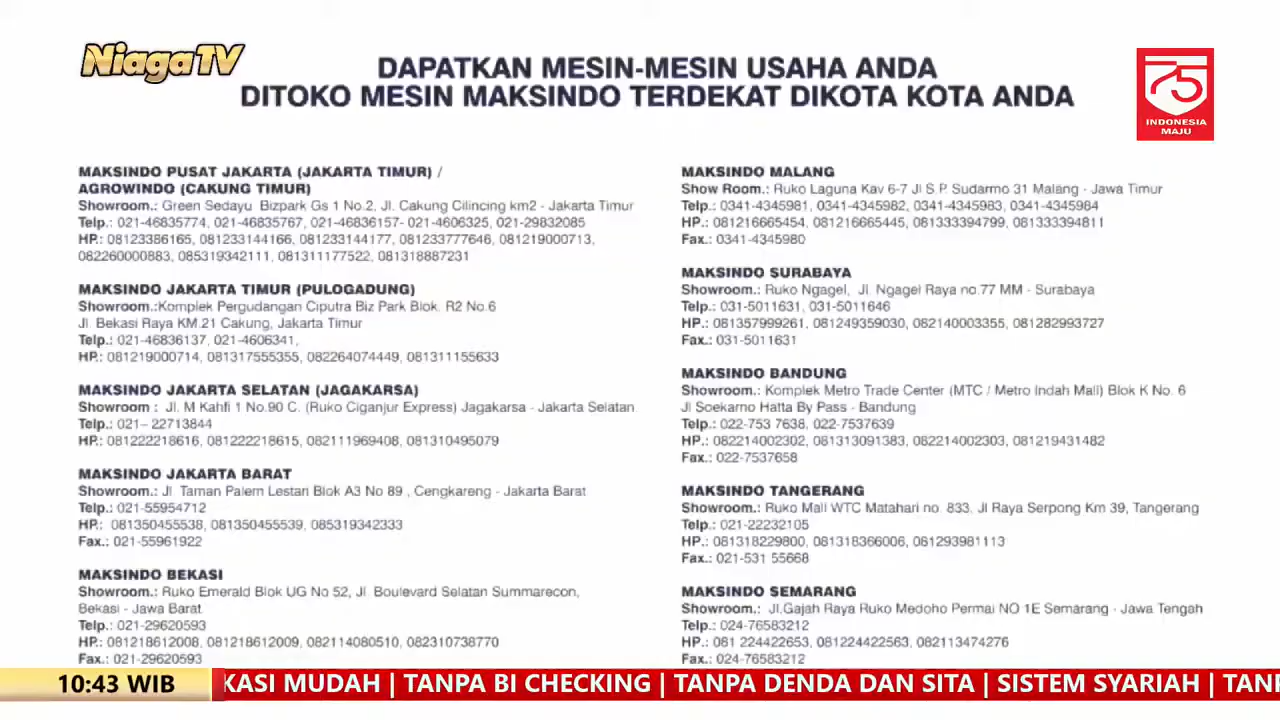 NiagaTV
DAPATKAN MESIN-MESIN USAHA ANDA
DITOKO MESIN MAKSINDO TERDEKAT DIKOTA KOTA ANDA
75
INDONESIA
MAJU
MAKSINDO PUSAT JAKARTA (JAKARTA TIMUR) /
AGROWINDO (CAKUNG TIMUR)
Showroom.: Green Sedayu Bizpark Gs 1 No.2, Jl. Cakung Cilincing km2 - Jakarta Timur
Telp.: 021-46835774, 021-46835767, 021-46836157- 021-4606325, 021-29832085
HP.: 08123386165, 081233144166, 081233144177, 081233777646, 081219000713,
082260000883, 085319342111, 081311177522, 081318887231
MAKSINDO JAKARTA TIMUR (PULOGADUNG)
Showroom.:Komplek Pergudangan Ciputra Biz Park Blok. R2 No.6
Jl. Bekasi Raya KM.21 Cakung, Jakarta Timur
Telp.: 021-46836137, 021-4606341,
HP.: 081219000714, 081317555355, 082264074449, 081311155633
MAKSINDO JAKARTA SELATAN (JAGAKARSA)
Showroom : Jl. M Kahfi 1 No.90 C. (Ruko Ciganjur Express) Jagakarsa - Jakarta Selatan
Telp.: 021– 22713844
HP.: 081222218616, 081222218615, 082111969408, 081310495079
MAKSINDO JAKARTA BARAT
Showroom.: Jl Taman Palem Lestari Blok A3 No 89 , Cengkareng - Jakarta Barat
Telp.: 021-55954712
HP.: 081350455538, 081350455539, 085319342333
Fax.: 021-55961922
MAKSINDO BEKASI
Showroom.: Ruko Emerald Blok UG No 52, Jl Boulevard Selatan Summarecon,
Bekasi - Jawa Barat
Telp.: 021-29620593
HP.: 081218612008, 081218612009, 082114080510, 082310738770
Fax.: 021-29620593
MAKSINDO MALANG
Show Room.: Ruko Laguna Kav 6-7 Jl S.P. Sudarmo 31 Malang - Jawa Timur
Telp.: 0341-4345981, 0341-4345982, 0341-4345983, 0341-4345984
HP.: 081216665454, 081216665445, 081333394799, 081333394811
Fax.: 0341-4345980
MAKSINDO SURABAYA
Showroom.: Ruko Ngagel, Jl. Ngagel Raya no.77 MM - Surabaya
Telp.: 031-5011631, 031-5011646
HP.: 081357999261, 081249359030, 082140003355, 081282993727
Fax.: 031-5011631
MAKSINDO BANDUNG
Showroom.: Komplek Metro Trade Center (MTC / Metro Indah Mall) Blok K No. 6
Jl Soekarno Hatta By Pass - Bandung
Telp.: 022-753 7638, 022-7537639
HP.: 082214002302, 081313091383, 082214002303, 081219431482
Fax.: 022-7537658
MAKSINDO TANGERANG
Showroom.: Ruko Mall WTC Matahari no. 833, Jl Raya Serpong Km 39, Tangerang
Telp.: 021-22232105
HP.: 081318229800, 081318366006, 081293981113
Fax.: 021-531 55668
MAKSINDO SEMARANG
Showroom.: Jl.Gajah Raya Ruko Medoho Permai NO 1E Semarang - Jawa Tengah
Telp.: 024-76583212
HP.: 081 224422653, 081224422563, 082113474276
Fax.: 024-76583212
10:43 WIB
KASI MUDAH | TANPA BI CHECKING | TANPA DENDA DAN SITA | SISTEM SYARIAH | TANP